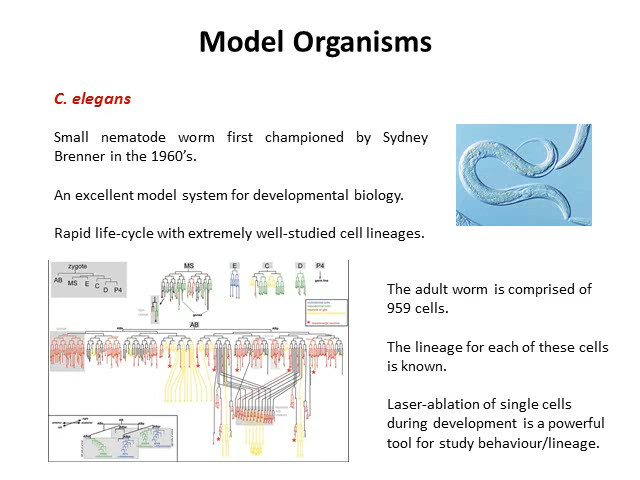 Model Organisms
C. elegans
Small nematode worm first championed by Sydney
Brenner in the 1960’s.
An excellent model system for developmental biology.
Rapid life-cycle with extremely well-studied cell lineages.
zygote
AB MS E C D P4
MS E C D P4
AB
The adult worm is comprised of
959 cells.
The lineage for each of these cells
is known.
Laser-ablation of single cells
during development is a powerful
tool for study behaviour/lineage.